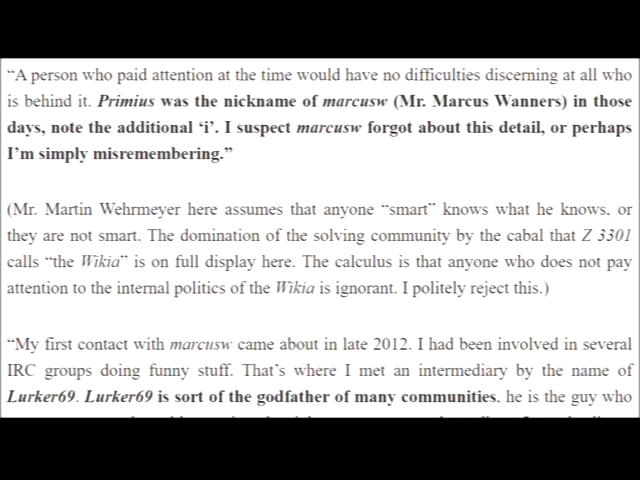 “A person who paid attention at the time would have no difficulties discerning at all who
is behind it. Primius was the nickname of marcusw (Mr. Marcus Wanners) in those
days, note the additional ‘i’. I suspect marcusw forgot about this detail, or perhaps
I’m simply misremembering.”
(Mr. Martin Wehrmeyer here assumes that anyone “smart” knows what he knows, or
they are not smart. The domination of the solving community by the cabal that Z 3301
calls “the Wikia” is on full display here. The calculus is that anyone who does not pay
attention to the internal politics of the Wikia is ignorant. I politely reject this.)
“My first contact with marcusw came about in late 2012. I had been involved in several
IRC groups doing funny stuff. That’s where I met an intermediary by the name of
Lurker69. Lurker69 is sort of the godfather of many communities, he is the guy who